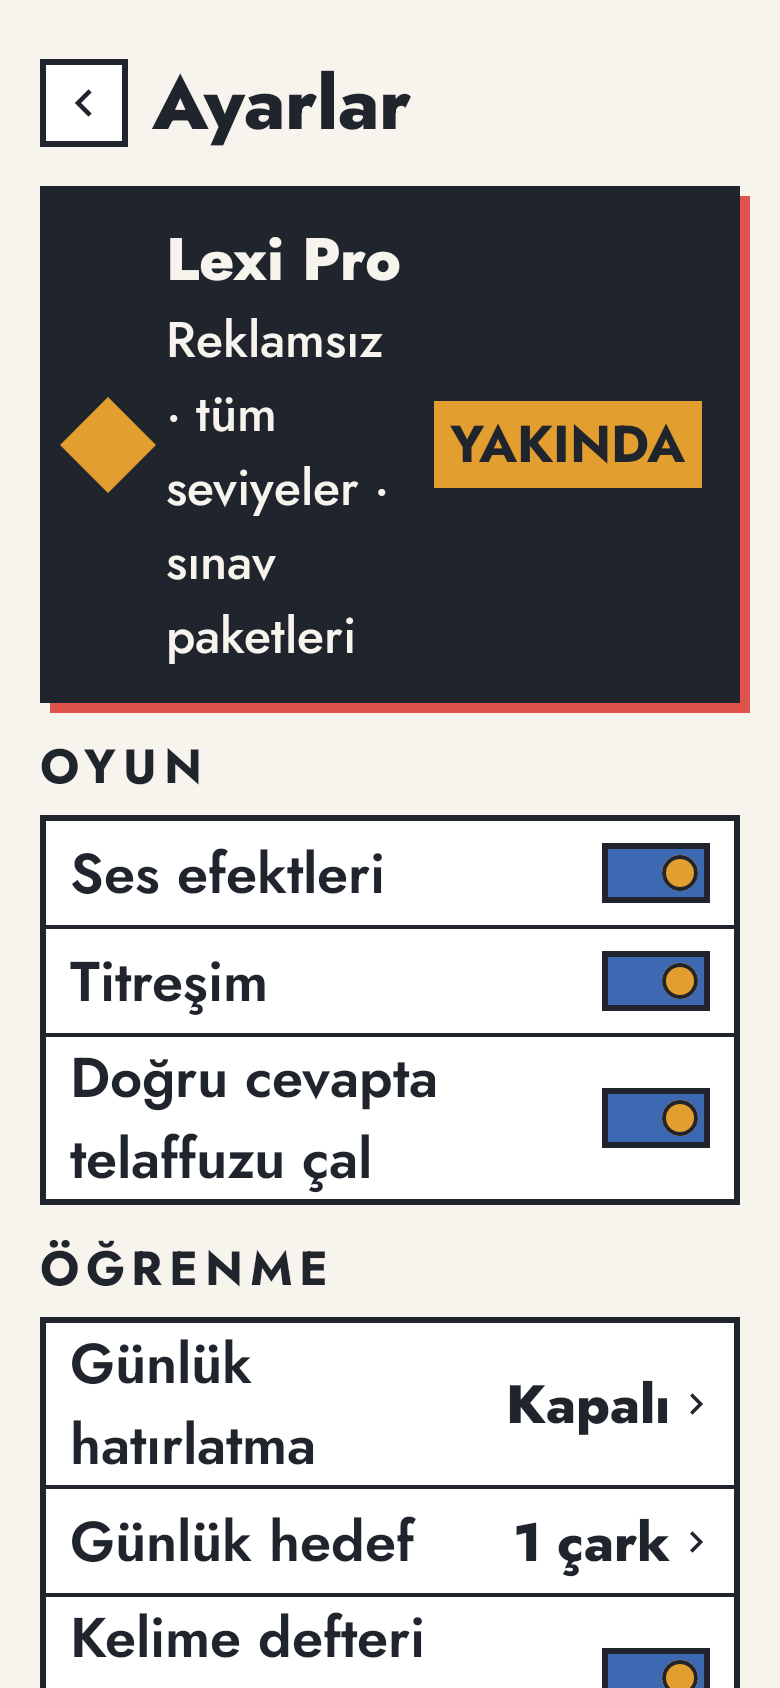 Ayarlar
Lexi Pro
Reklamsız
· tüm
seviyeler ·
sınav
paketleri
YAKINDA
OYUN
Ses efektleri
Titreşim
Doğru cevapta
telaffuzu çal
ÖĞRENME
Günlük
hatırlatma
Kapalı
Günlük hedef
1 çark
Kelime defteri